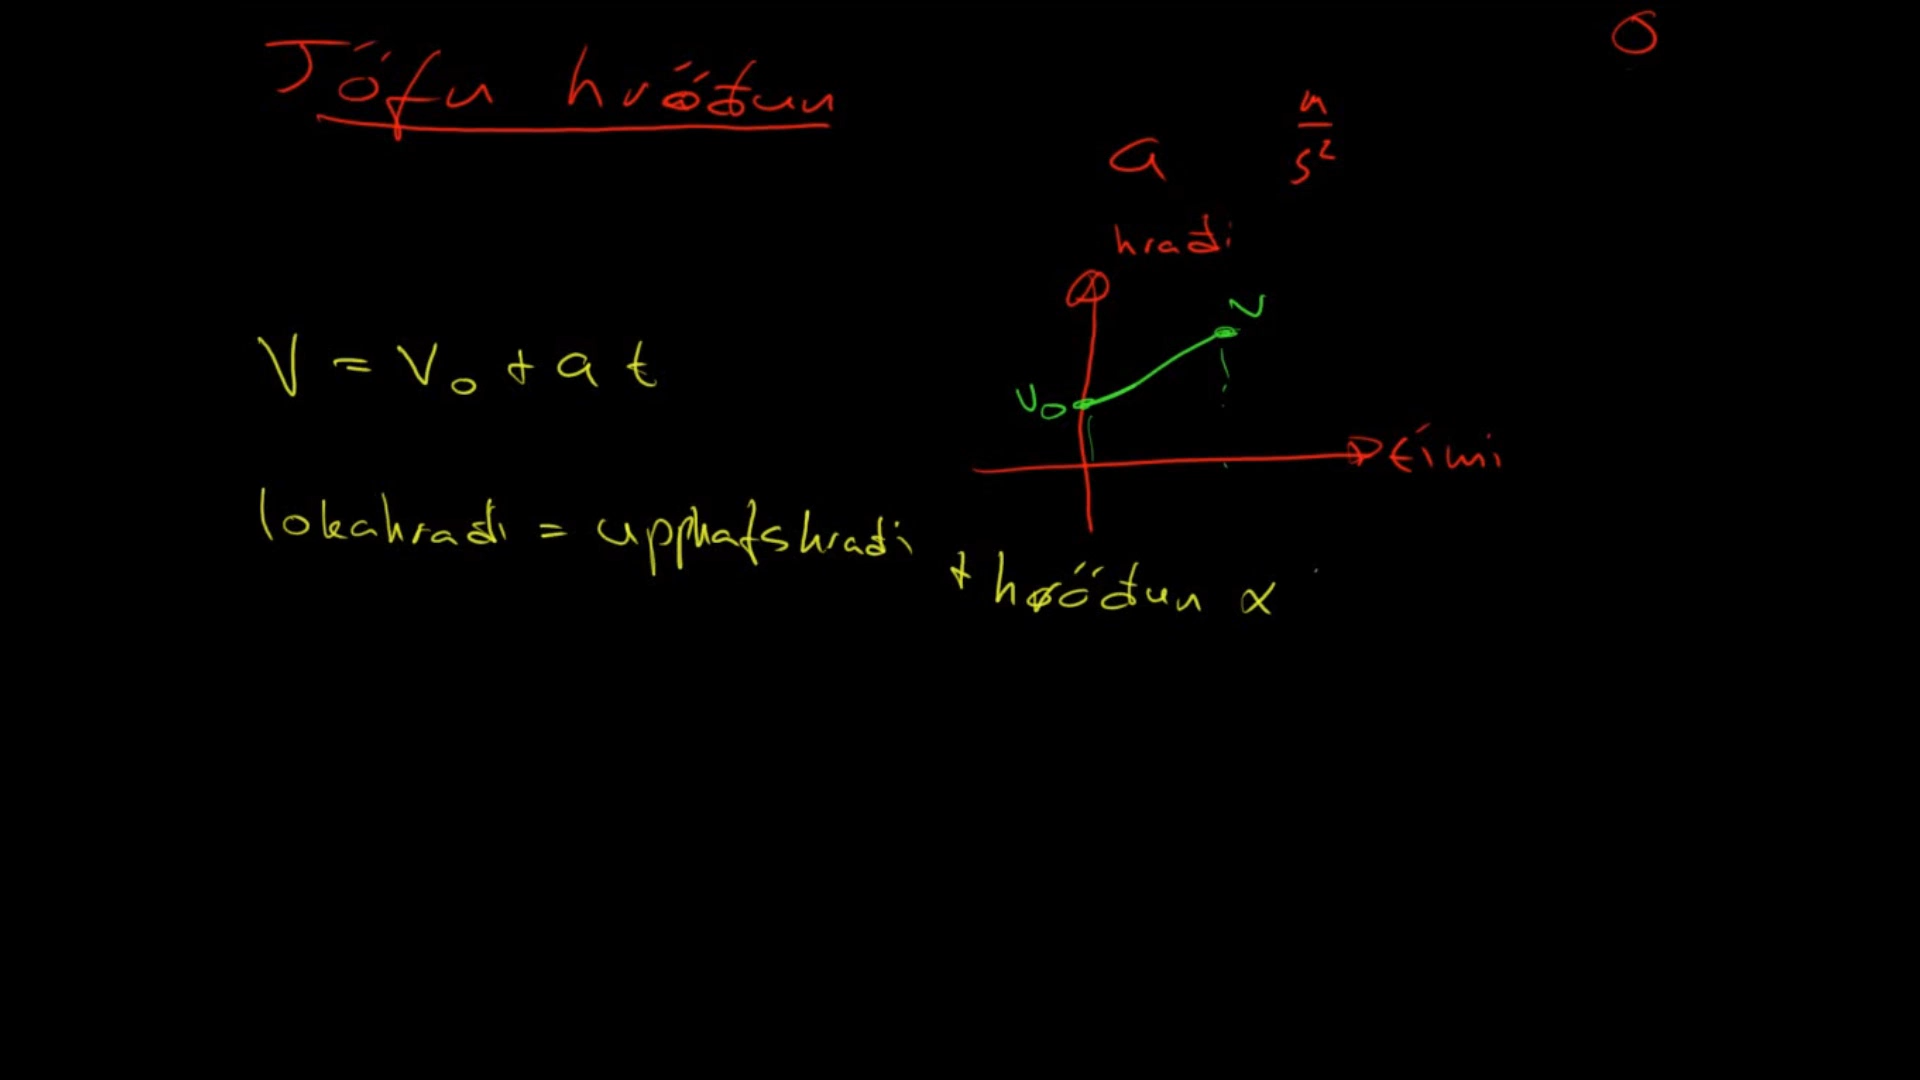 Jöfn hröðun
a m/s²
hraði
v
V = V₀ + a t
v₀
tími
lokahraði = upphafshraði
+ hröðun x